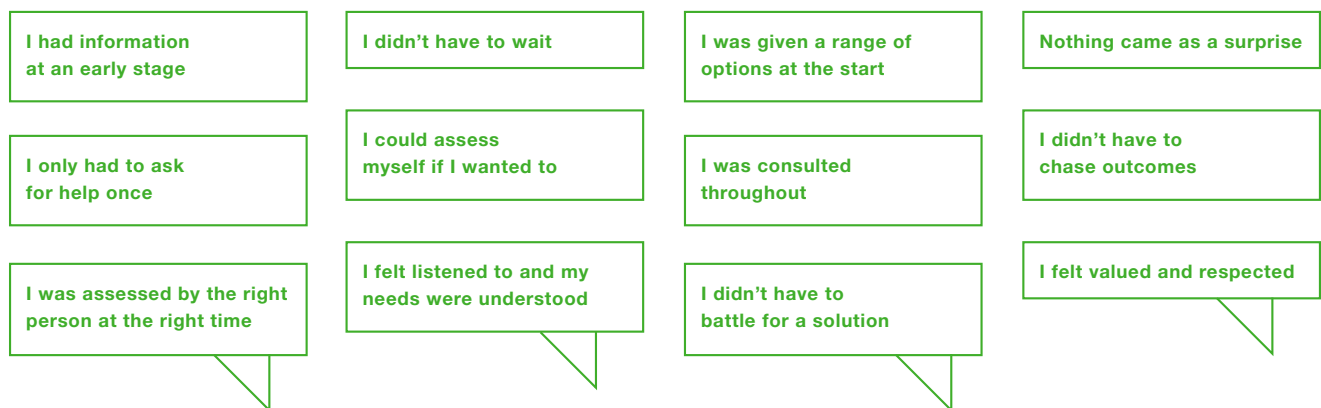 I had information
at an early stage
I only had to ask
for help once
I was assessed by the right
person at the right time
I didn’t have to wait
I could assess
myself if I wanted to
I felt listened to and my
needs were understood
I was given a range of
options at the start
I was consulted
throughout
I didn’t have to
battle for a solution
Nothing came as a surprise
I didn’t have to
chase outcomes
I felt valued and respected